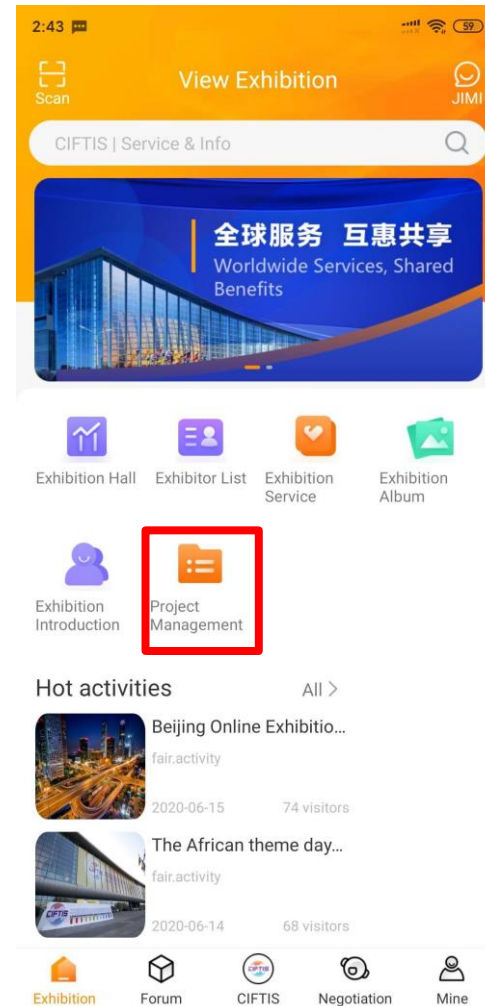 2:43
59
Scan
View Exhibition
JIMI
CIFTIS | Service & Info
全球服务 互惠共享
Worldwide Services, Shared
Benefits
Exhibition Hall
Exhibitor List
Exhibition
Service
Exhibition
Album
Exhibition
Introduction
Project
Management
Hot activities
All >
Beijing Online Exhibitio...
fair.activity
2020-06-15
74 visitors
The African theme day...
fair.activity
2020-06-14
68 visitors
CIFTIS
CIFTIS
Exhibition
Forum
CIFTIS
Negotiation
Mine